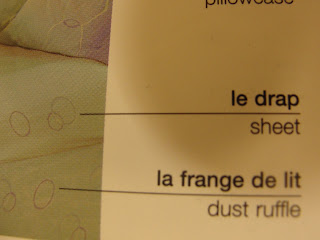 pillowcase
le drap
sheet
la frange de lit
dust ruffle